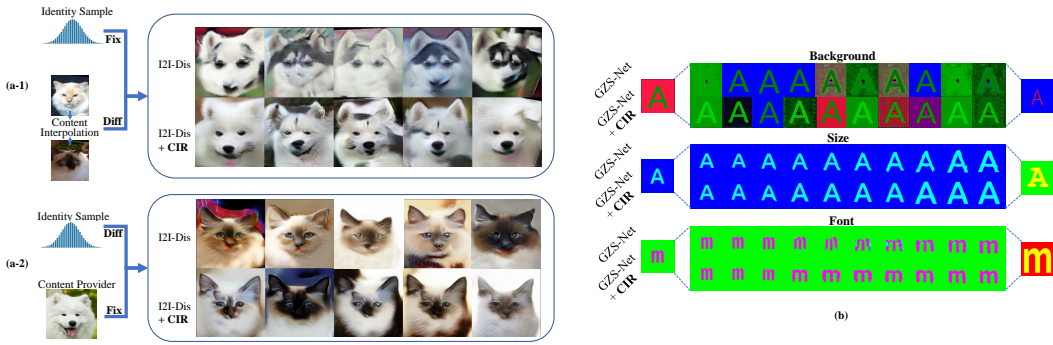 Identity Sample
Fix
(a-1)
Content
Interpolation
Diff
I2I-Dis
I2I-Dis
+ CIR
Identity Sample
Diff
(a-2)
Content Provider
Fix
I2I-Dis
I2I-Dis
+ CIR
Background
GZS-Net
GZS-Net
+ CIR
A
A A A A A A A A A A
A A A A A A A A A A
A
Size
GZS-Net
GZS-Net
+ CIR
A
A A A A A A A A A A
A A A A A A A A A A
A
Font
GZS-Net
GZS-Net
+ CIR
m
m m m m m m m m m m
m m m m m m m m m m
m
(b)